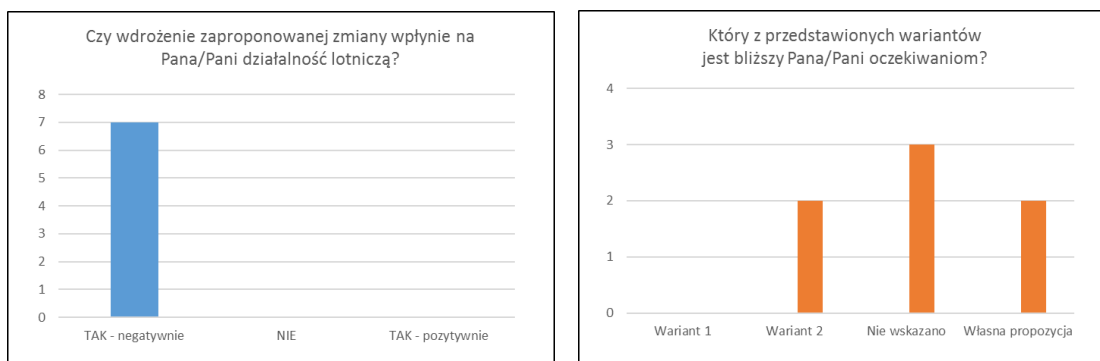 Czy wdrożenie zaproponowanej zmiany wpłynie na
Pana/Pani działalność lotniczą?
8
7
6
5
4
3
2
1
0
TAK - negatywnie
NIE
TAK - pozytywnie
Który z przedstawionych wariantów
jest bliższy Pana/Pani oczekiwaniom?
4
3
2
1
0
Wariant 1
Wariant 2
Nie wskazano
Własna propozycja